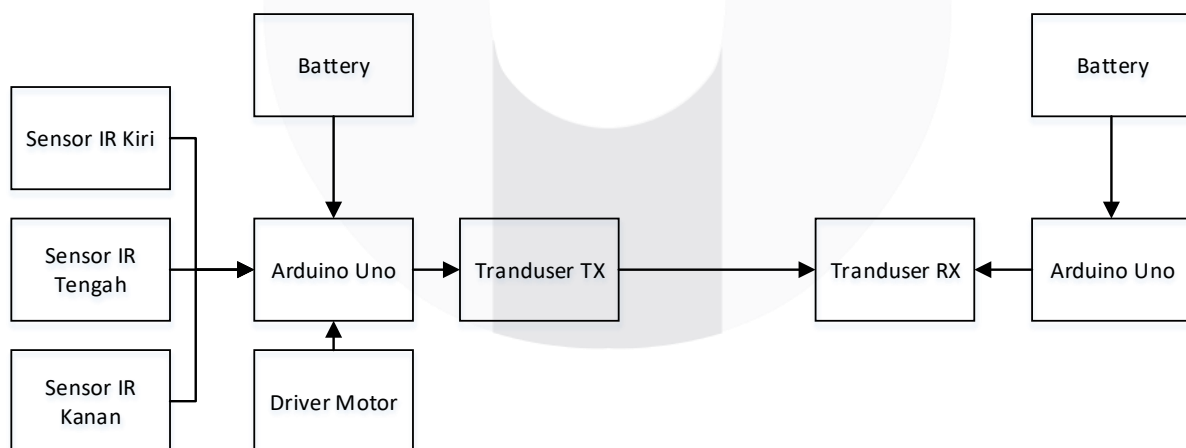 Battery
Battery
Sensor IR Kiri
Sensor IR
Tengah
Arduino Uno
Tranduser TX
Tranduser RX
Arduino Uno
Sensor IR
Kanan
Driver Motor